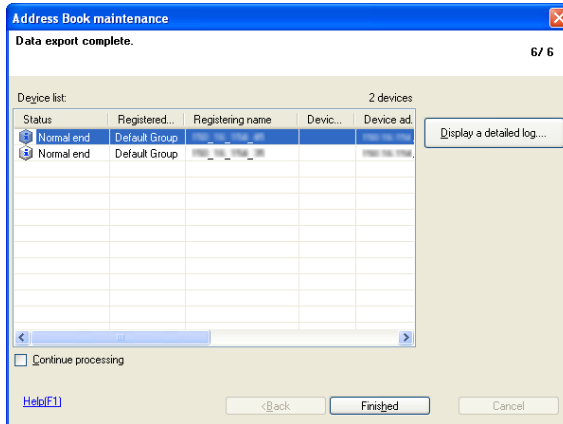 Address Book maintenance
Data export complete.
6/ 6
Device list: 2 devices
Status Registered... Registering name Devic... Device ad.
Normal end Default Group
Normal end Default Group
Display a detailed log....
Continue processing
Help(F1) <Back Finished Cancel